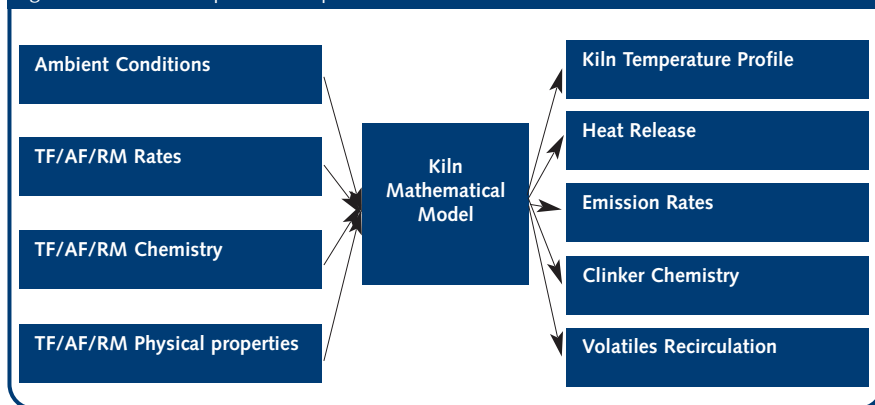 Ambient Conditions
TF/AF/RM Rates
TF/AF/RM Chemistry
TF/AF/RM Physical properties
Kiln
Mathematical
Model
Kiln Temperature Profile
Heat Release
Emission Rates
Clinker Chemistry
Volatiles Recirculation